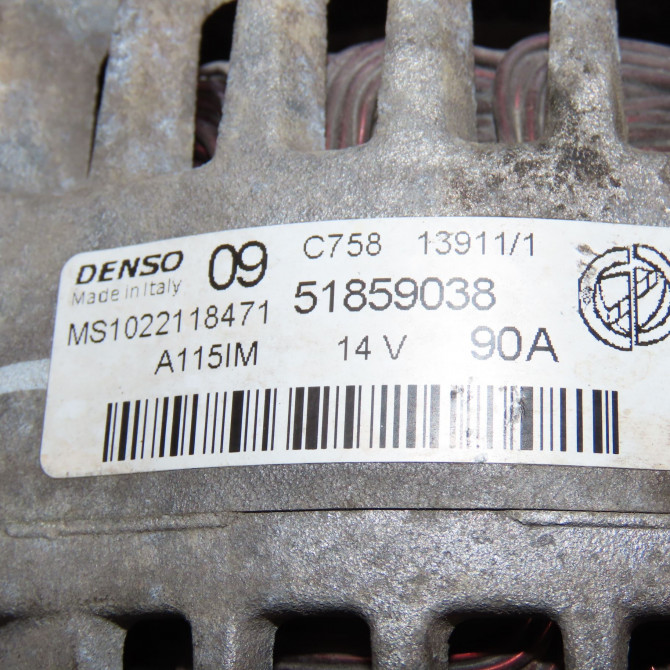 DENSO 09 C758 13911/1
Made in Italy
MS1022118471 51859038
A115IM 14 V 90A